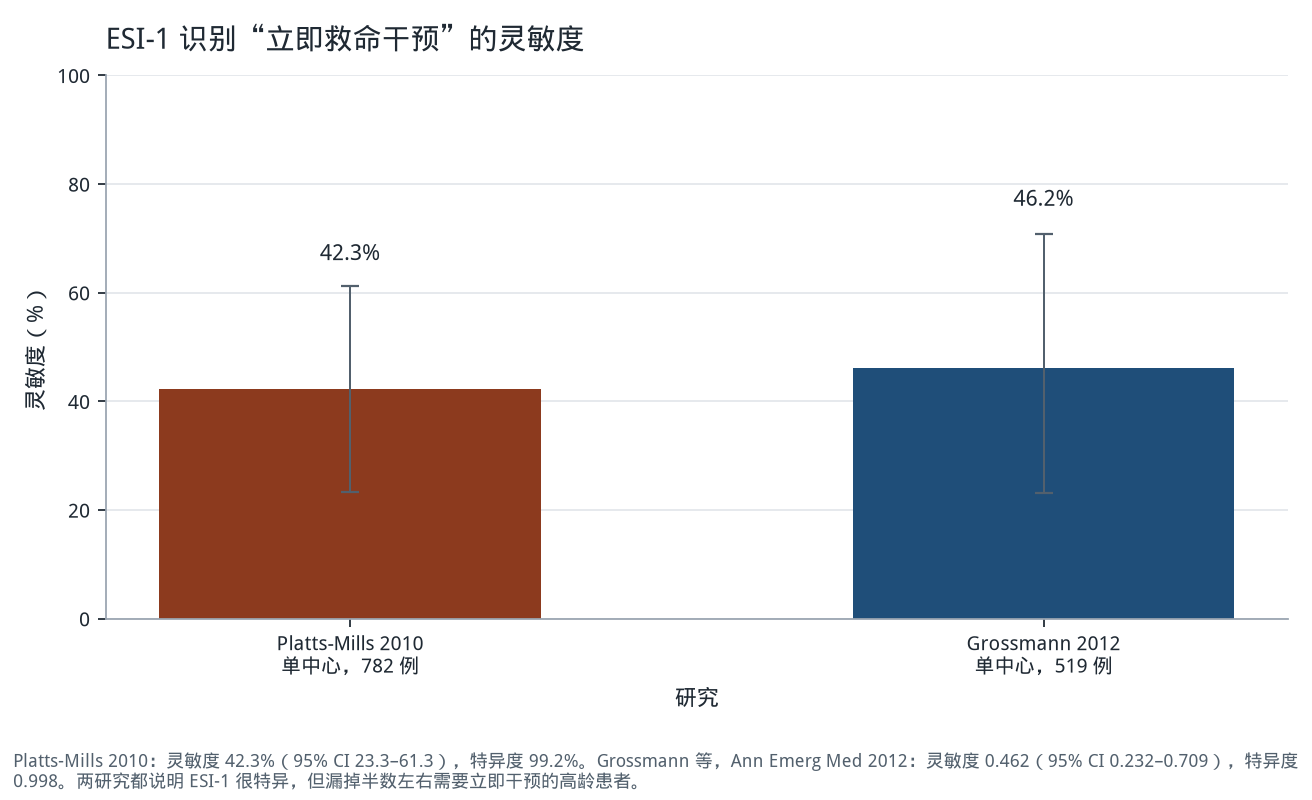 ESI-1 识别“立即救命干预”的灵敏度
100
80
60
40
20
0
灵敏度（%）
42.3%
46.2%
Platts-Mills 2010
单中心，782 例
Grossmann 2012
单中心，519 例
研究
Platts-Mills 2010：灵敏度 42.3%（95% CI 23.3–61.3），特异度 99.2%。Grossmann 等，Ann Emerg Med 2012：灵敏度 0.462（95% CI 0.232–0.709），特异度
0.998。两研究都说明 ESI-1 很特异，但漏掉半数左右需要立即干预的高龄患者。